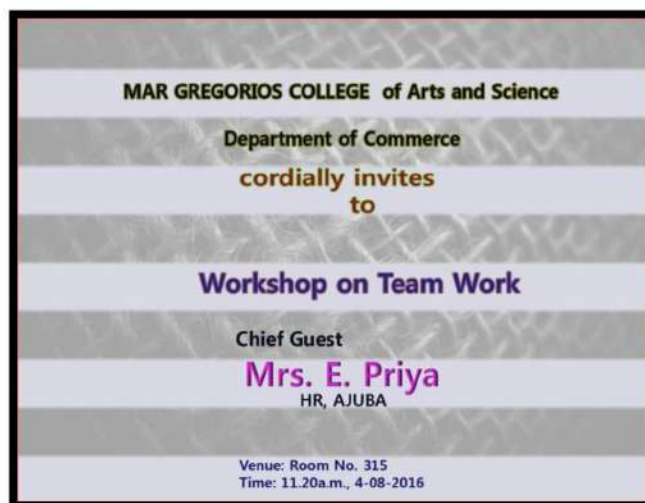 MAR GREGORIOS COLLEGE of Arts and Science
Department of Commerce
cordially invites
to
Workshop on Team Work
Chief Guest
Mrs. E. Priya
HR, AJUBA
Venue: Room No. 315
Time: 11.20a.m., 4-08-2016